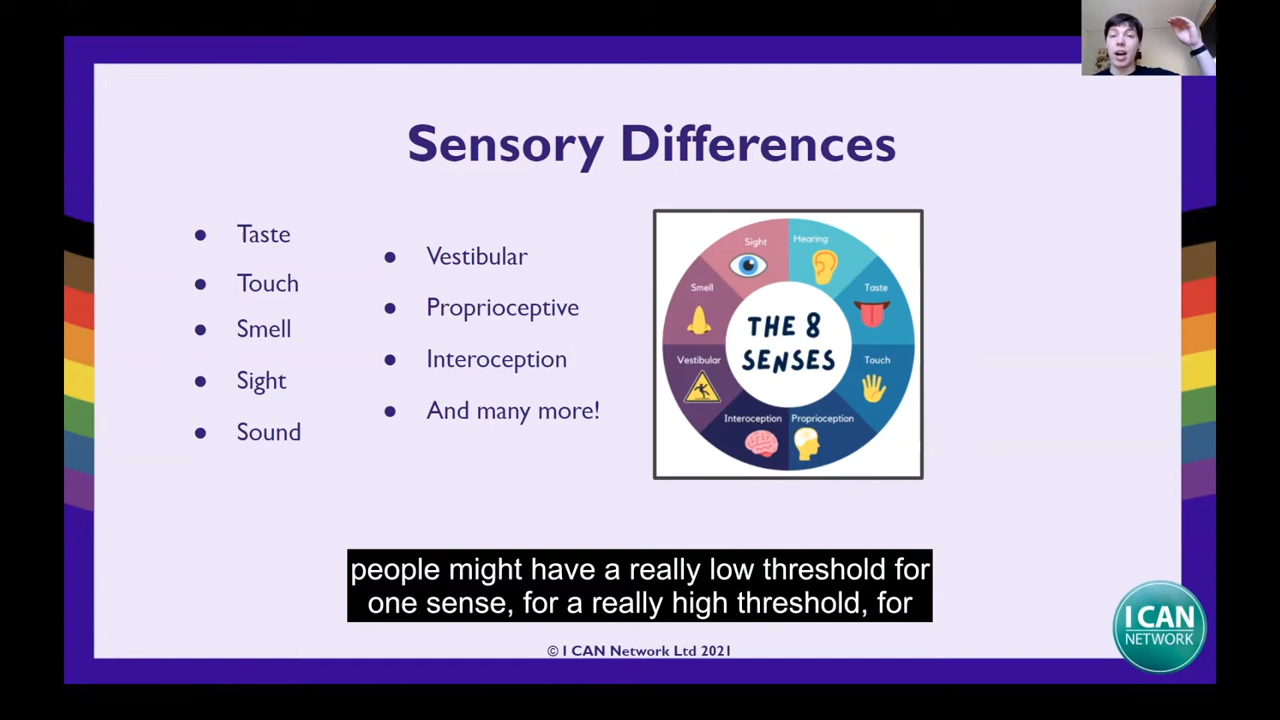 Sensory Differences
● Taste
● Touch
● Smell
● Sight
● Sound
● Vestibular
● Proprioceptive
● Interoception
● And many more!
Sight
Hearing
Smell
Taste
THE 8
SENSES
Vestibular
Touch
Interoception
Proprioception
people might have a really low threshold for
one sense, for a really high threshold, for
© I CAN Network Ltd 2021
I CAN
NETWORK